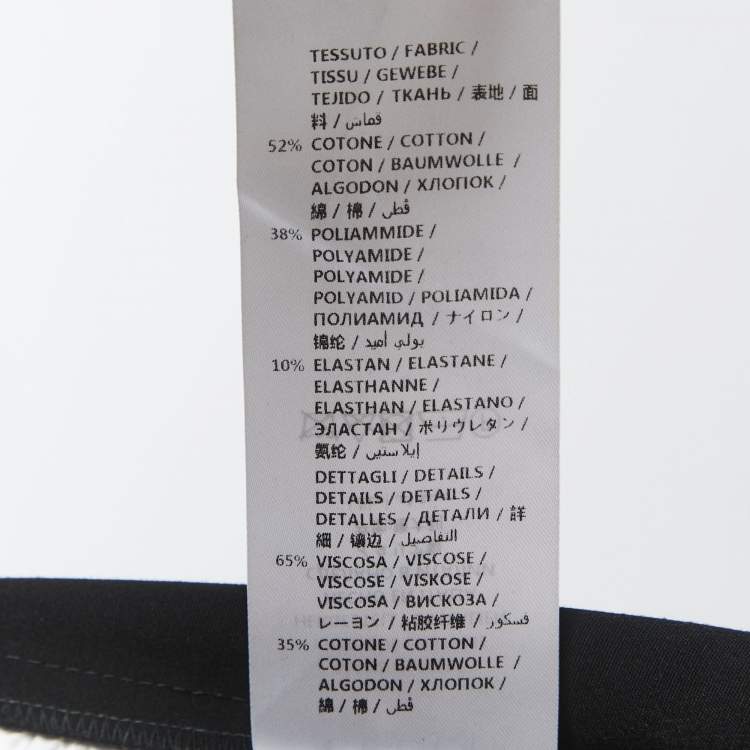 TESSUTO / FABRIC /
TISSU / GEWEBE /
TEJIDO / ТКАНЬ / 表地 / 面
料 / قماش
52% COTONE / COTTON /
COTON / BAUMWOLLE /
ALGODON / ХЛОПОК /
綿 / 棉 / قطن
38% POLIAMMIDE /
POLYAMIDE /
POLYAMIDE /
POLYAMID / POLIAMIDA /
ПОЛИАМИД / ナイロン /
锦纶 / بولي أميد
10% ELASTAN / ELASTANE /
ELASTHANNE /
ELASTHAN / ELASTANO /
ЭЛАСТАН / ポリウレタン /
氨纶 / إيلاستين
DETTAGLI / DETAILS /
DETAILS / DETAILS /
DETALLES / ДЕТАЛИ / 詳
細 / 镶边 / التفاصيل
65% VISCOSA / VISCOSE /
VISCOSE / VISKOSE /
VISCOSA / ВИСКОЗА /
レーヨン / 粘胶纤维 / فسكور
35% COTONE / COTTON /
COTON / BAUMWOLLE /
ALGODON / ХЛОПОК /
綿 / 棉 / قطن